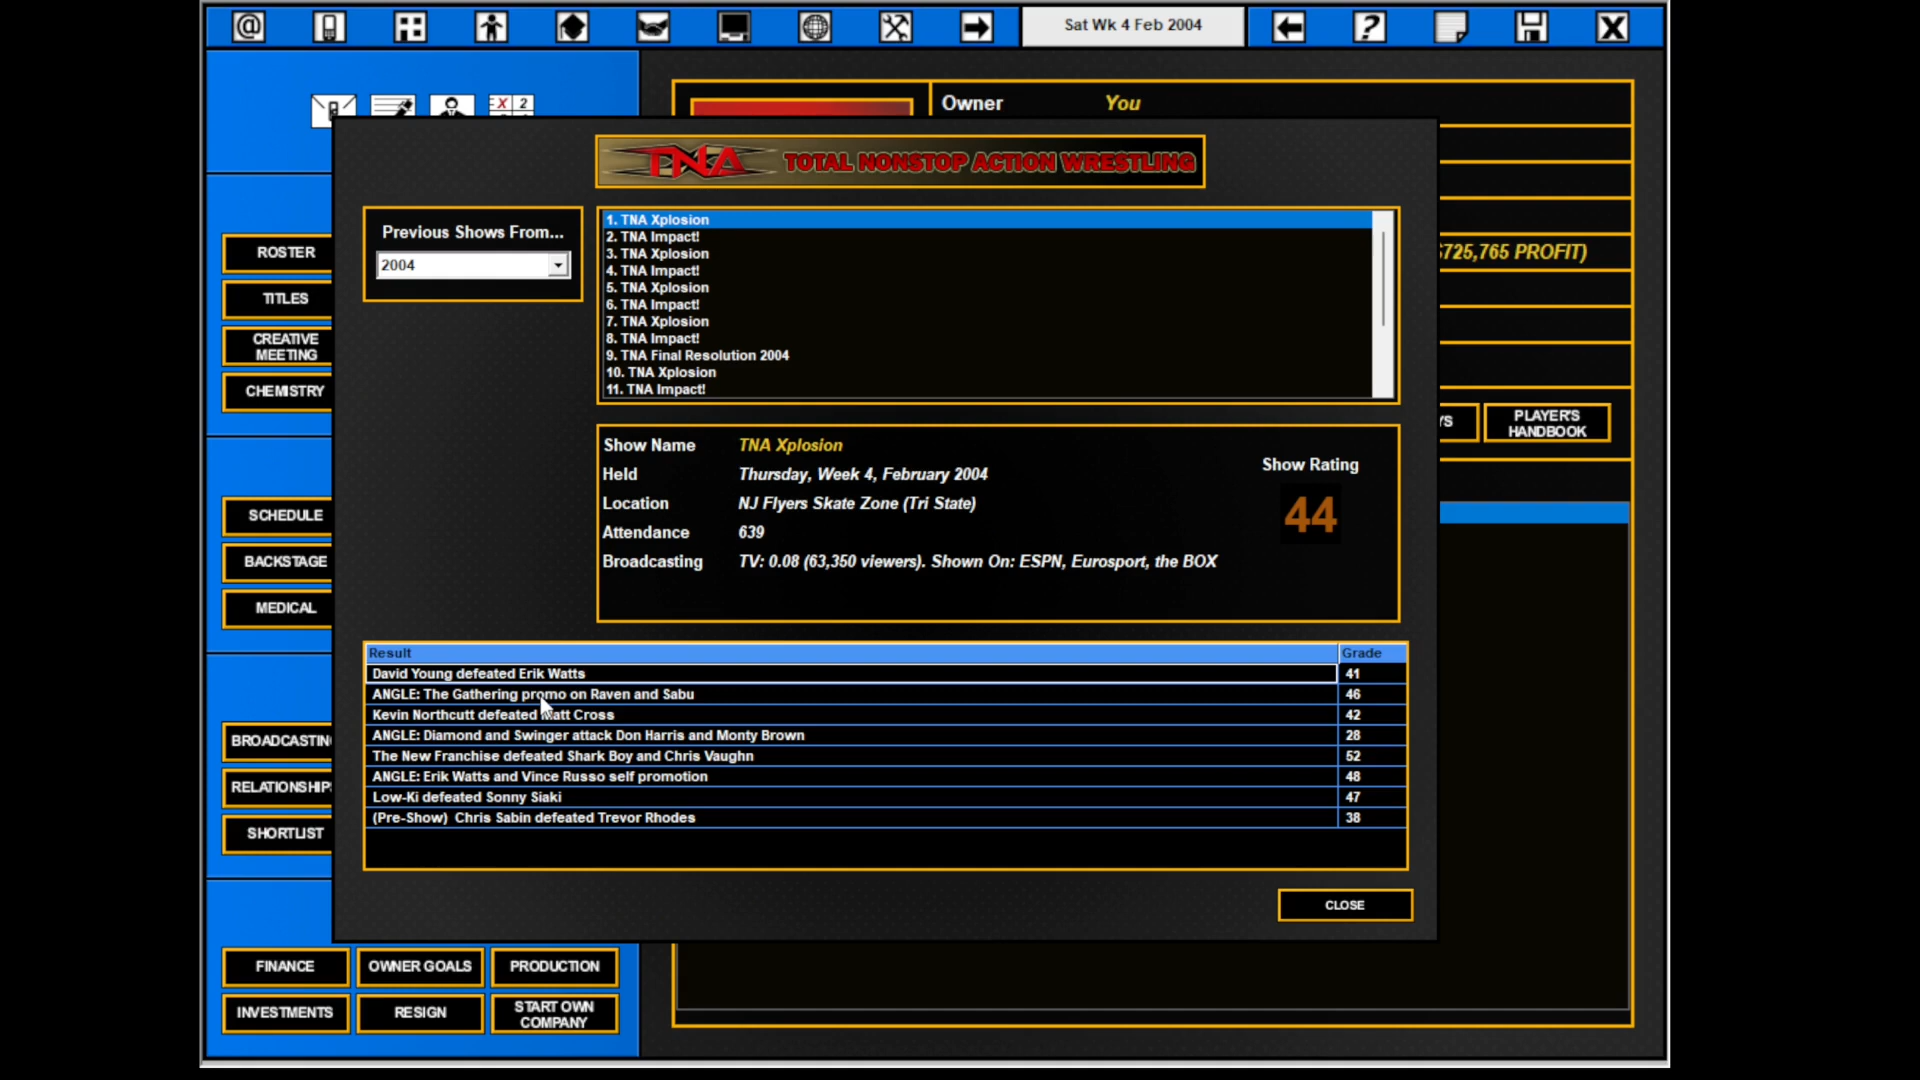 @
Sat Wk 4 Feb 2004
?
X
X 2
Owner You
TNA TOTAL NONSTOP ACTION WRESTLING
Previous Shows From...
2004
1. TNA Xplosion
2. TNA Impact!
3. TNA Xplosion
4. TNA Impact!
5. TNA Xplosion
6. TNA Impact!
7. TNA Xplosion
8. TNA Impact!
9. TNA Final Resolution 2004
10. TNA Xplosion
11. TNA Impact!
$725,765 PROFIT)
ROSTER
TITLES
CREATIVE
MEETING
CHEMISTRY
YS
PLAYER'S
HANDBOOK
Show Name TNA Xplosion
Held Thursday, Week 4, February 2004
Location NJ Flyers Skate Zone (Tri State)
Attendance 639
Broadcasting TV: 0.08 (63,350 viewers). Shown On: ESPN, Eurosport, the BOX
Show Rating
44
SCHEDULE
BACKSTAGE
MEDICAL
Result Grade
David Young defeated Erik Watts 41
ANGLE: The Gathering promo on Raven and Sabu 46
Kevin Northcutt defeated Matt Cross 42
ANGLE: Diamond and Swinger attack Don Harris and Monty Brown 28
The New Franchise defeated Shark Boy and Chris Vaughn 52
ANGLE: Erik Watts and Vince Russo self promotion 48
Low-Ki defeated Sonny Siaki 47
(Pre-Show) Chris Sabin defeated Trevor Rhodes 38
BROADCASTIN
RELATIONSHIP
SHORTLIST
CLOSE
FINANCE
OWNER GOALS
PRODUCTION
INVESTMENTS
RESIGN
START OWN
COMPANY